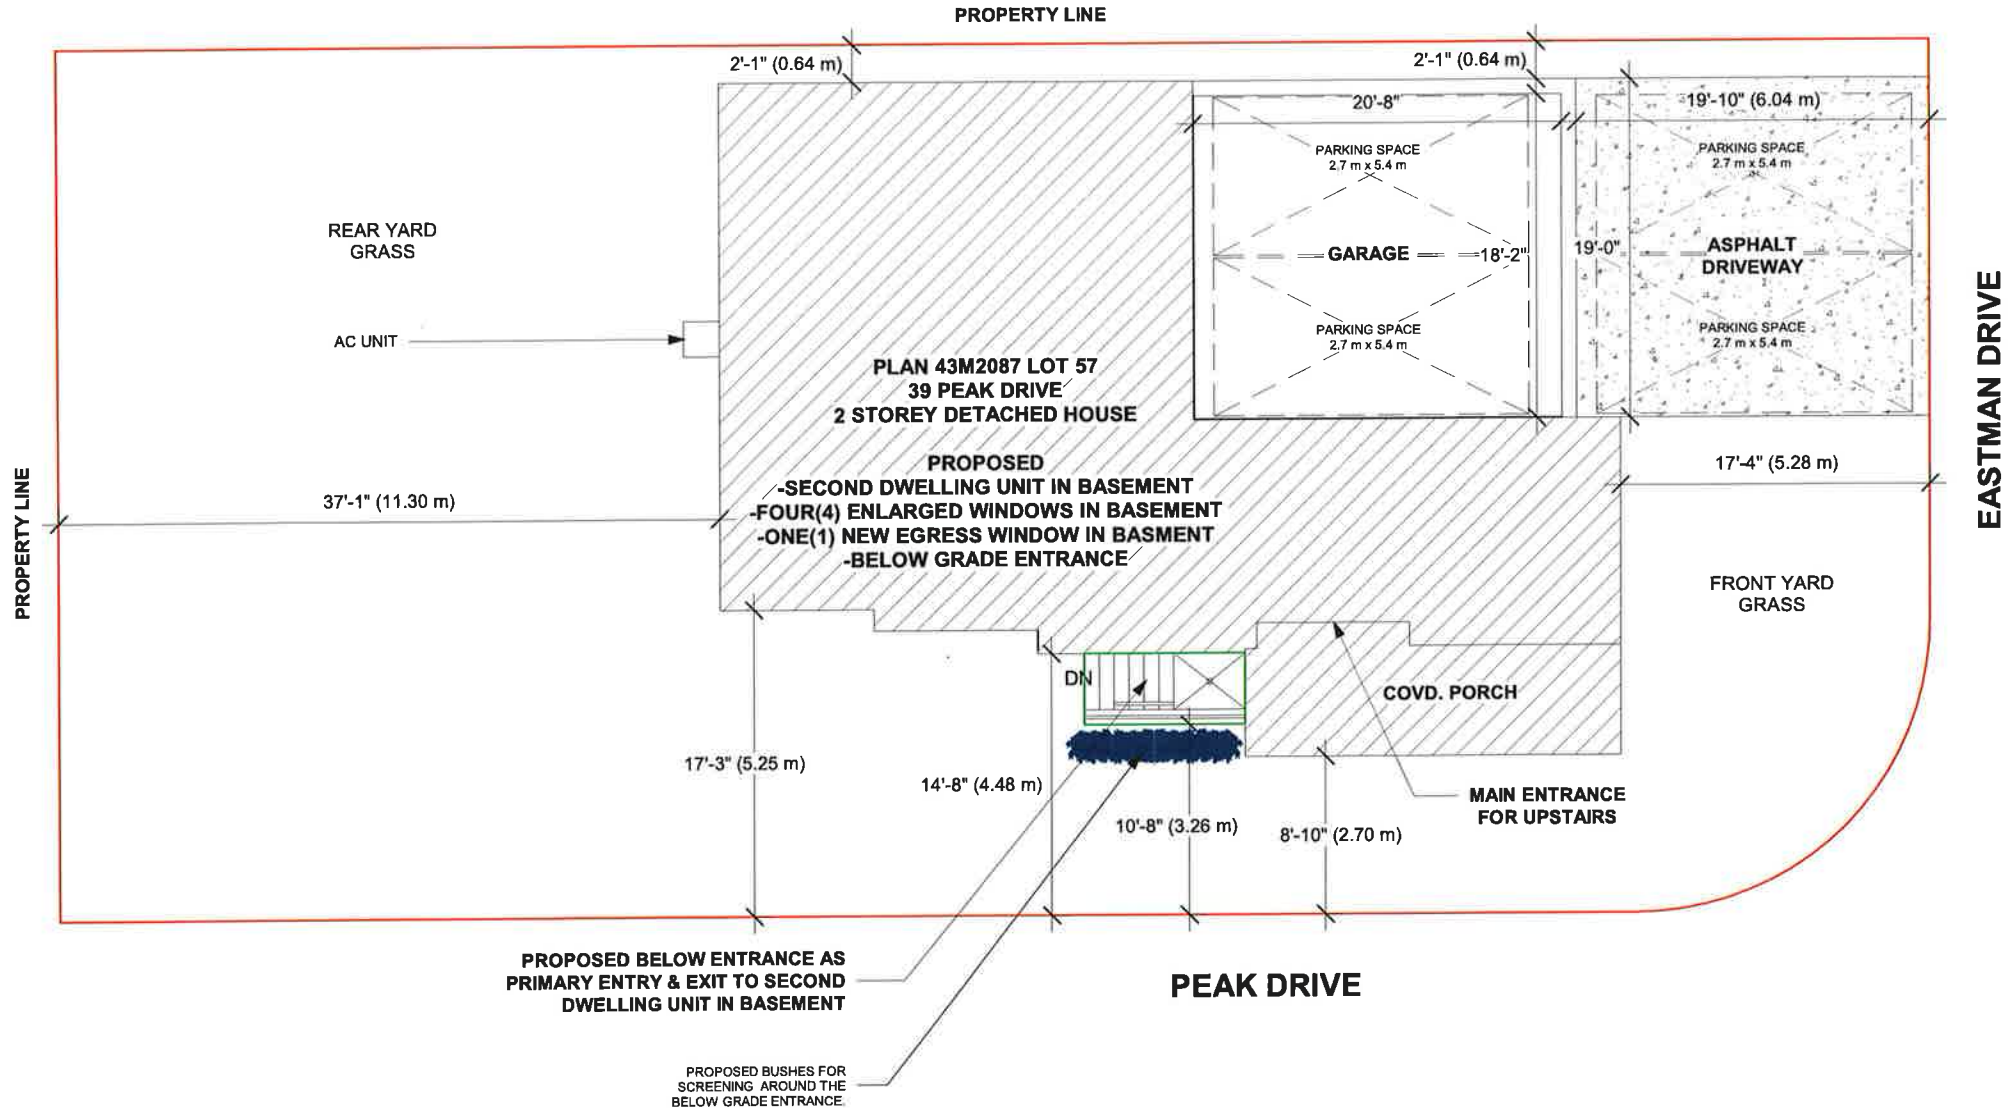 PROPERTY LINE
2'-1" (0.64 m)
2'-1" (0.64 m)
20'-8"
19'-10" (6.04 m)
PARKING SPACE
2.7 m x 5.4 m
PARKING SPACE
2.7 m x 5.4 m
REAR YARD
GRASS
GARAGE
18'-2"
19'-0"
ASPHALT
DRIVEWAY
PARKING SPACE
2.7 m x 5.4 m
PARKING SPACE
2.7 m x 5.4 m
AC UNIT
EASTMAN DRIVE
PLAN 43M2087 LOT 57
39 PEAK DRIVE
2 STOREY DETACHED HOUSE
PROPOSED
-SECOND DWELLING UNIT IN BASEMENT
-FOUR(4) ENLARGED WINDOWS IN BASEMENT
-ONE(1) NEW EGRESS WINDOW IN BASMENT
-BELOW GRADE ENTRANCE
17'-4" (5.28 m)
37'-1" (11.30 m)
PROPERTY LINE
FRONT YARD
GRASS
DN
COVD. PORCH
17'-3" (5.25 m)
14'-8" (4.48 m)
10'-8" (3.26 m)
8'-10" (2.70 m)
MAIN ENTRANCE
FOR UPSTAIRS
PROPOSED BELOW ENTRANCE AS
PRIMARY ENTRY & EXIT TO SECOND
DWELLING UNIT IN BASEMENT
PEAK DRIVE
PROPOSED BUSHES FOR
SCREENING AROUND THE
BELOW GRADE ENTRANCE.